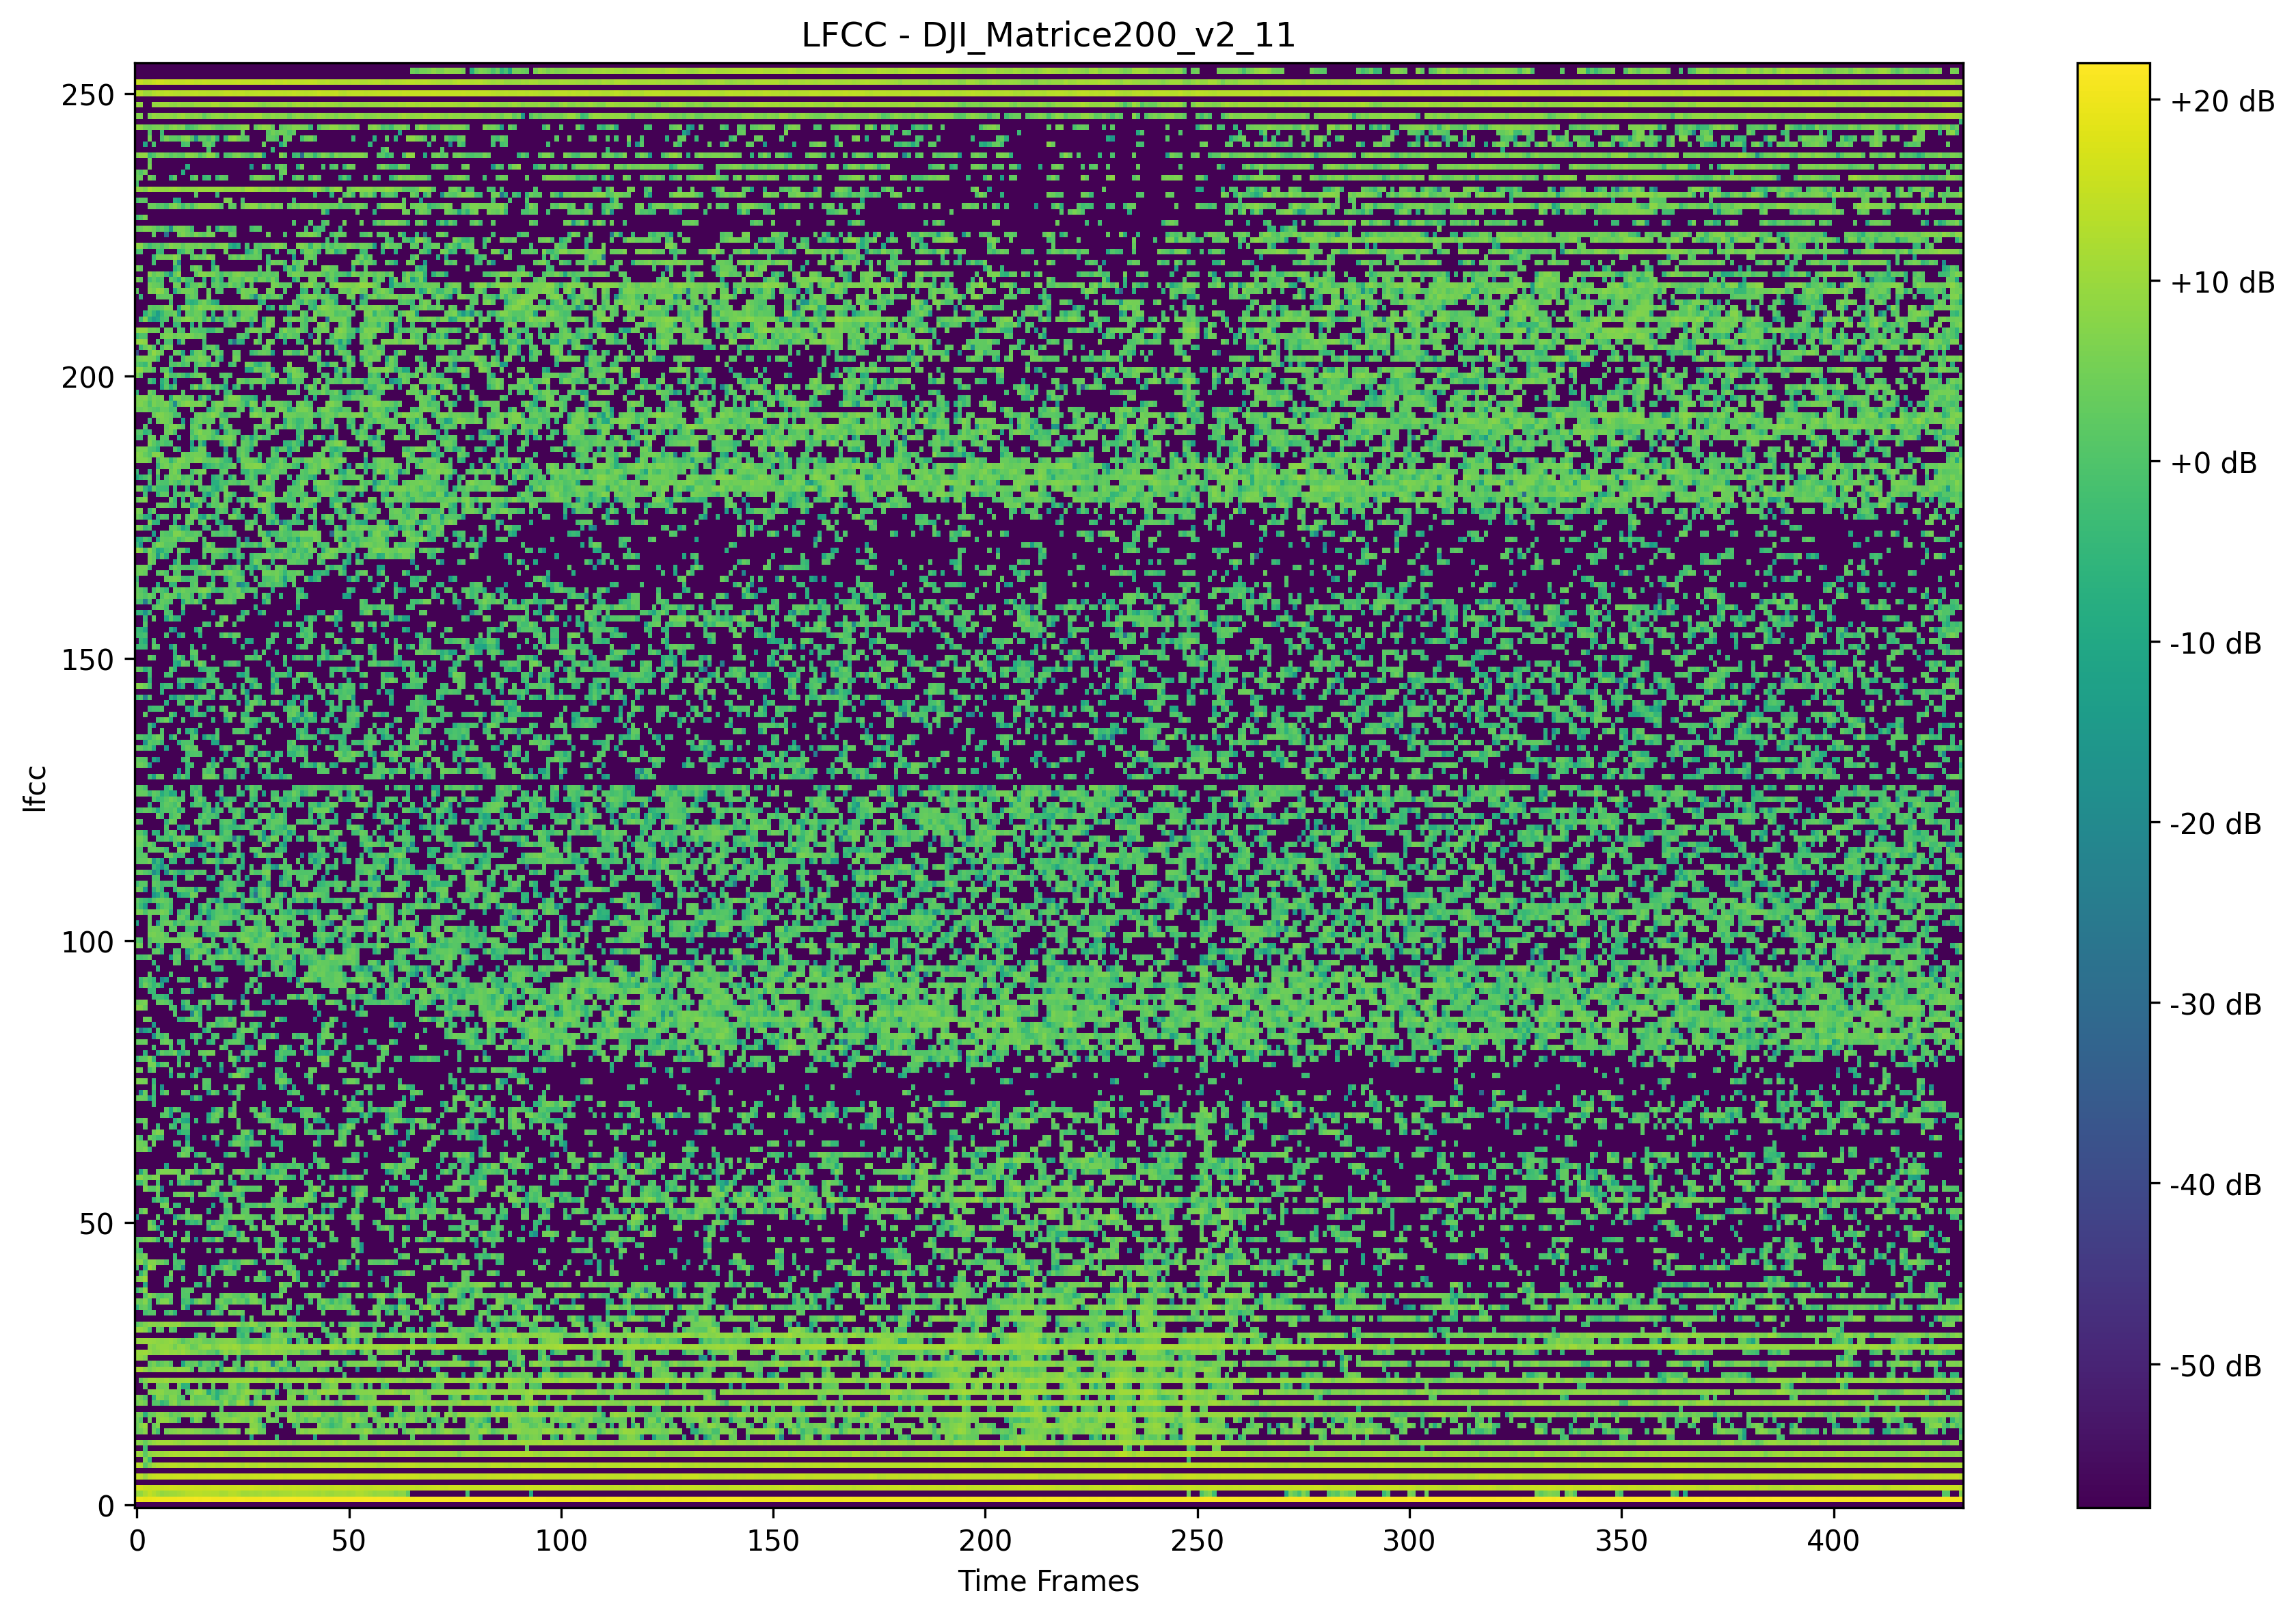 LFCC - DJI_Matrice200_v2_11
250
200
150
100
50
0
lfcc
0 50 100 150 200 250 300 350 400
Time Frames
+20 dB
+10 dB
+0 dB
-10 dB
-20 dB
-30 dB
-40 dB
-50 dB